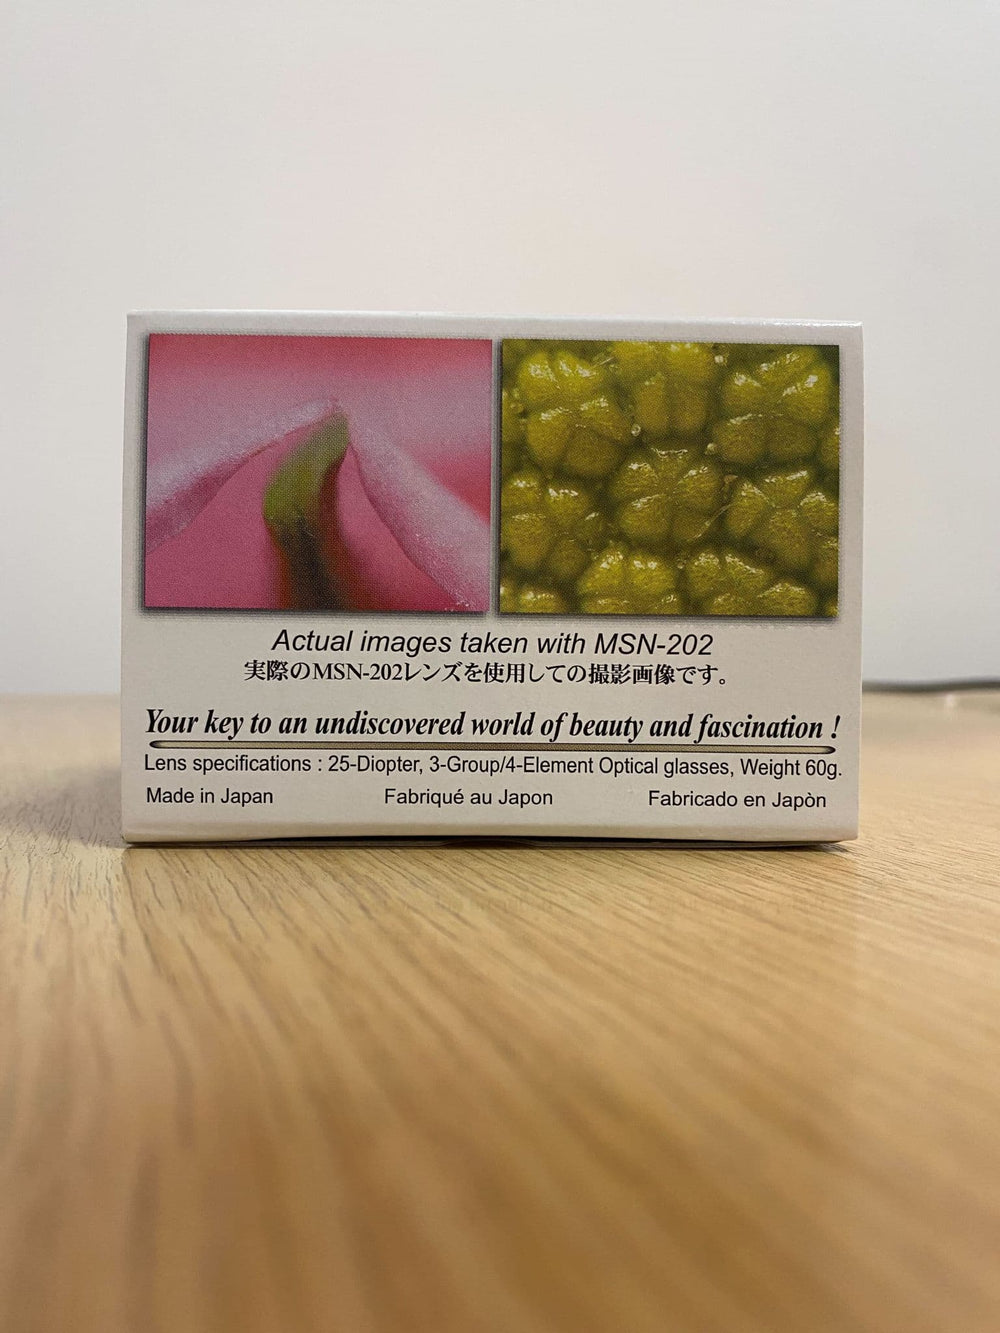 Actual images taken with MSN-202
実際のMSN-202レンズを使用しての撮影画像です。
Your key to an undiscovered world of beauty and fascination !
Lens specifications : 25-Diopter, 3-Group/4-Element Optical glasses, Weight 60g.
Made in Japan Fabriqué au Japon Fabricado en Japòn